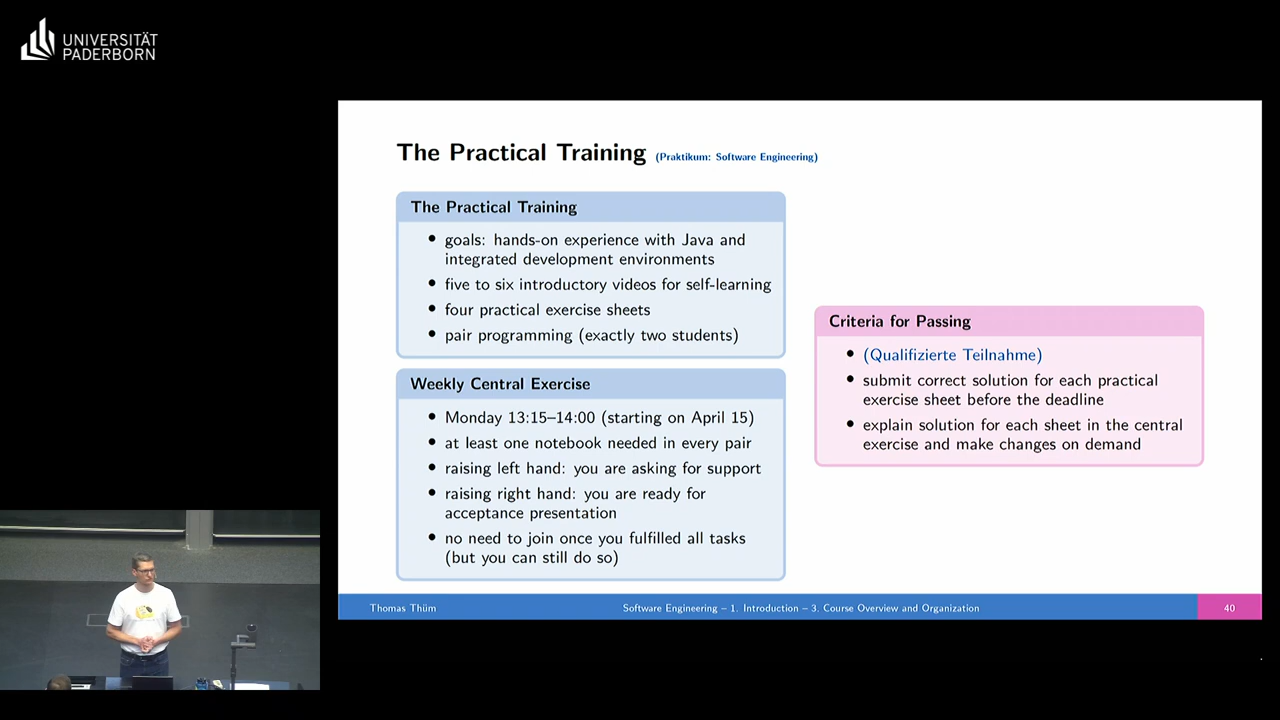 UNIVERSITÄT
PADERBORN
The Practical Training (Praktikum: Software Engineering)
The Practical Training
• goals: hands-on experience with Java and
integrated development environments
• five to six introductory videos for self-learning
• four practical exercise sheets
• pair programming (exactly two students)
Weekly Central Exercise
• Monday 13:15–14:00 (starting on April 15)
• at least one notebook needed in every pair
• raising left hand: you are asking for support
• raising right hand: you are ready for
acceptance presentation
• no need to join once you fulfilled all tasks
(but you can still do so)
Criteria for Passing
• (Qualifizierte Teilnahme)
• submit correct solution for each practical
exercise sheet before the deadline
• explain solution for each sheet in the central
exercise and make changes on demand
Thomas Thüm
Software Engineering – 1. Introduction – 3. Course Overview and Organization
40